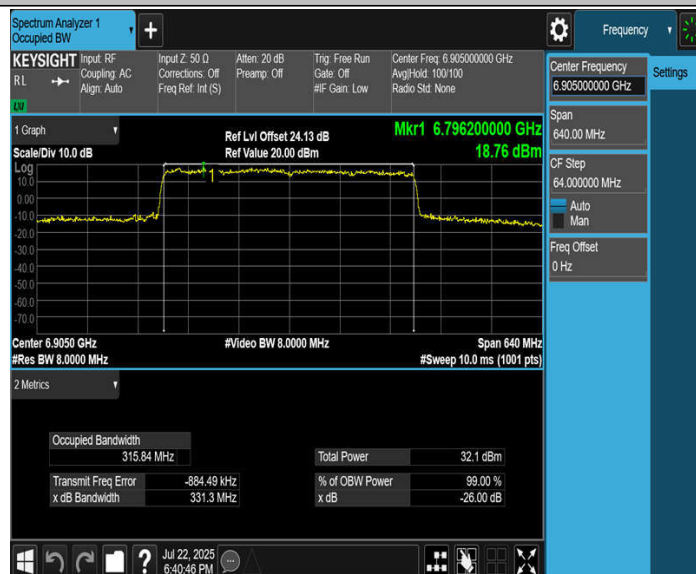 Spectrum Analyzer 1
Occupied BW
+
Frequency
KEYSIGHT
RL
LXI
Input: RF
Coupling: AC
Align: Auto
Input Z: 50 Ω
Corrections: Off
Freq Ref: Int (S)
Atten: 20 dB
Preamp: Off
Trig: Free Run
Gate: Off
#IF Gain: Low
Center Freq: 6.905000000 GHz
Avg|Hold: 100/100
Radio Std: None
Center Frequency
6.905000000 GHz
Settings
Span
640.00 MHz
CF Step
64.000000 MHz
Auto
Man
Freq Offset
0 Hz
1 Graph
Scale/Div 10.0 dB
Ref Lvl Offset 24.13 dB
Ref Value 20.00 dBm
Mkr1 6.796200000 GHz
18.76 dBm
Log
10.0
0.00
-10.0
-20.0
-30.0
-40.0
-50.0
-60.0
-70.0
1
Center 6.9050 GHz
#Res BW 8.0000 MHz
#Video BW 8.0000 MHz
Span 640 MHz
#Sweep 10.0 ms (1001 pts)
2 Metrics
Occupied Bandwidth
315.84 MHz
Total Power 32.1 dBm
Transmit Freq Error -884.49 kHz
% of OBW Power 99.00 %
x dB Bandwidth 331.3 MHz
x dB -26.00 dB
?
Jul 22, 2025
6:40:46 PM